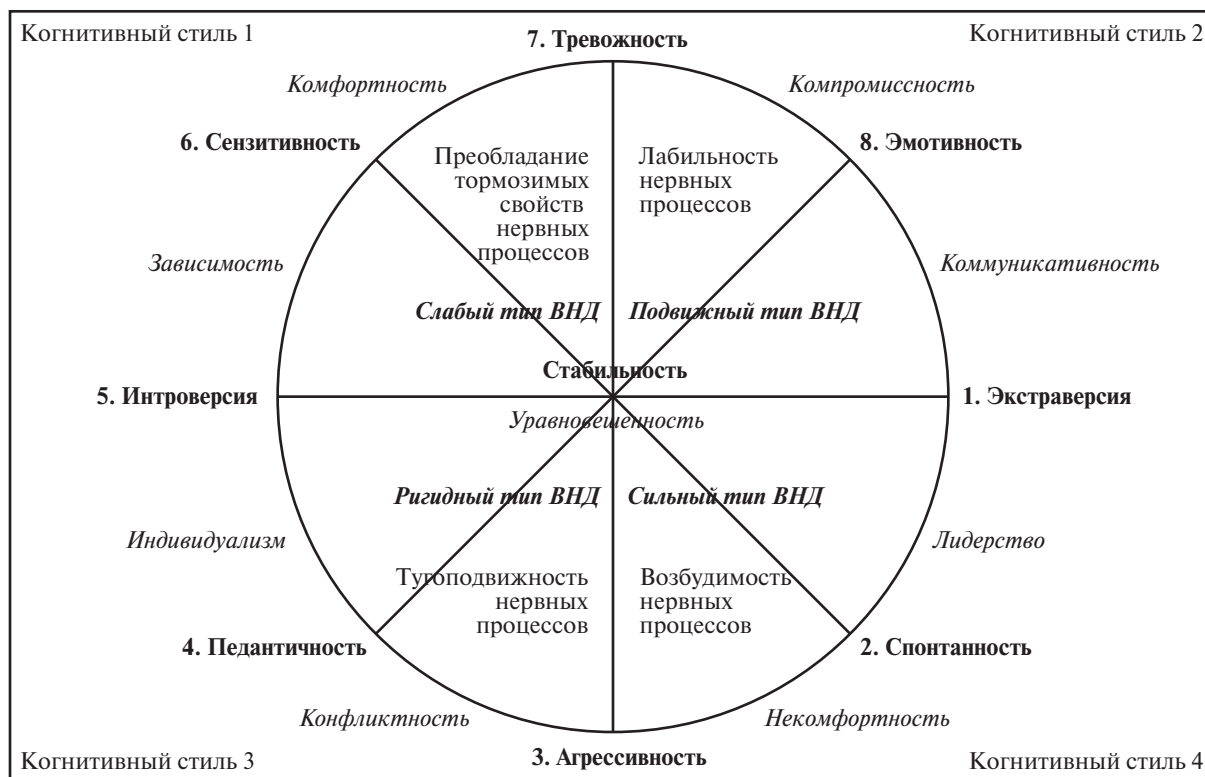 Когнитивный стиль 1
7. Тревожность
Когнитивный стиль 2
Комфортность
Компромиссность
6. Сензитивность
8. Эмотивность
Преобладание
тормозимых
свойств
нервных
процессов
Лабильность
нервных
процессов
Зависимость
Коммуникативность
Слабый тип ВНД
Подвижный тип ВНД
Стабильность
5. Интроверсия
1. Экстраверсия
Уравновешенность
Ригидный тип ВНД
Сильный тип ВНД
Индивидуализм
Лидерство
Тугоподвижность
нервных
процессов
Возбудимость
нервных
процессов
4. Педантичность
2. Спонтанность
Конфликтность
Некомфортность
Когнитивный стиль 3
3. Агрессивность
Когнитивный стиль 4